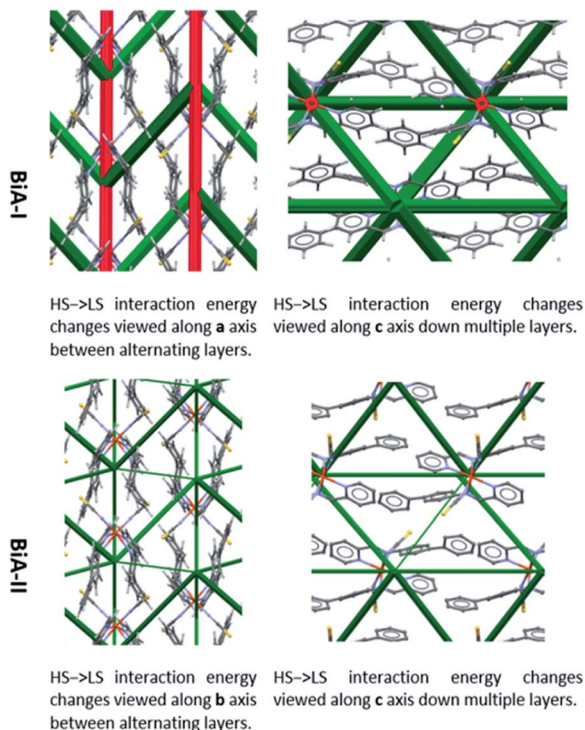 BiA-I
HS–>LS interaction energy
changes viewed along a axis
between alternating layers.
HS–>LS interaction energy changes
viewed along c axis down multiple layers.
BiA-II
HS–>LS interaction energy
changes viewed along b axis
between alternating layers.
HS–>LS interaction energy changes
viewed along c axis down multiple layers.